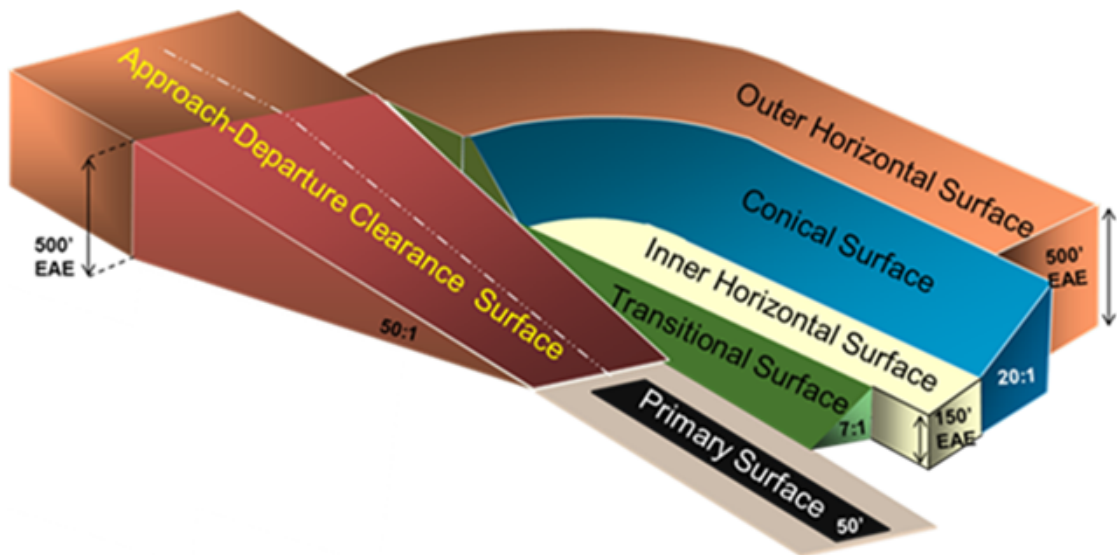 Approach-Departure Clearance Surface
Outer Horizontal Surface
Conical Surface
Inner Horizontal Surface
Transitional Surface
Primary Surface 50'
500'
EAE
50:1
500'
EAE
20:1
150'
EAE
7:1